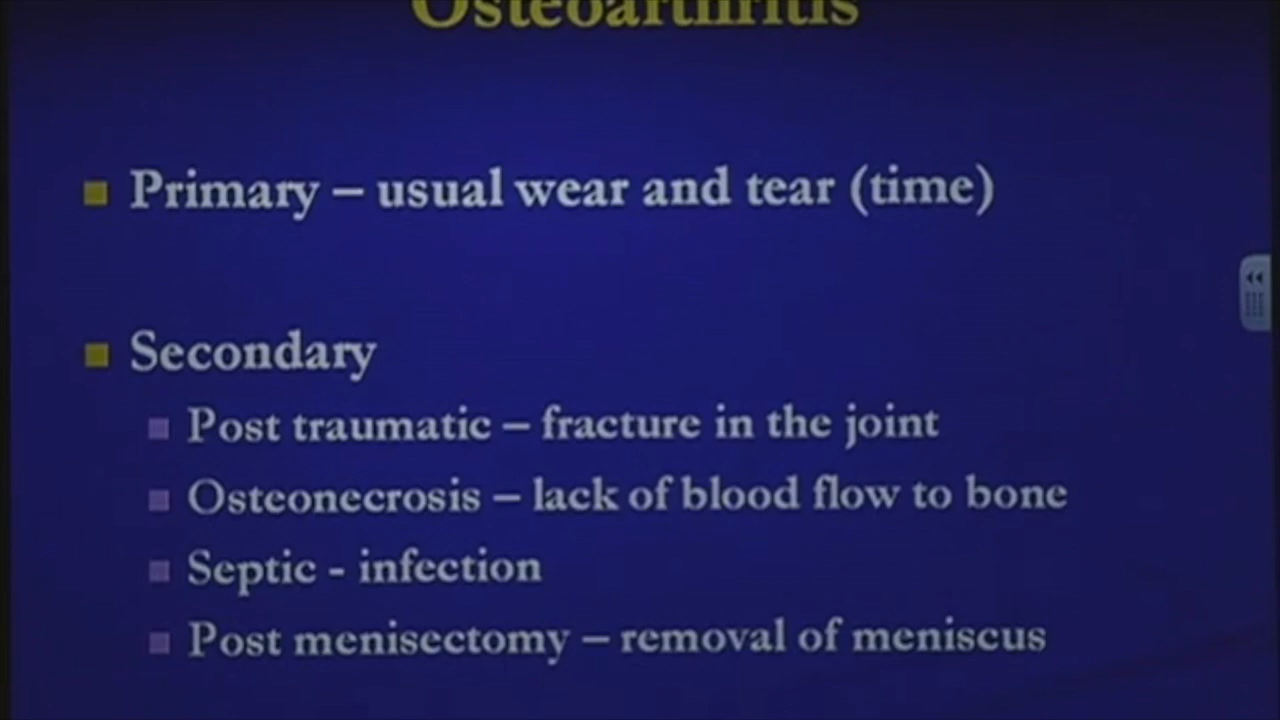 Osteoarthritis
Primary – usual wear and tear (time)
Secondary
Post traumatic – fracture in the joint
Osteonecrosis – lack of blood flow to bone
Septic - infection
Post menisectomy – removal of meniscus